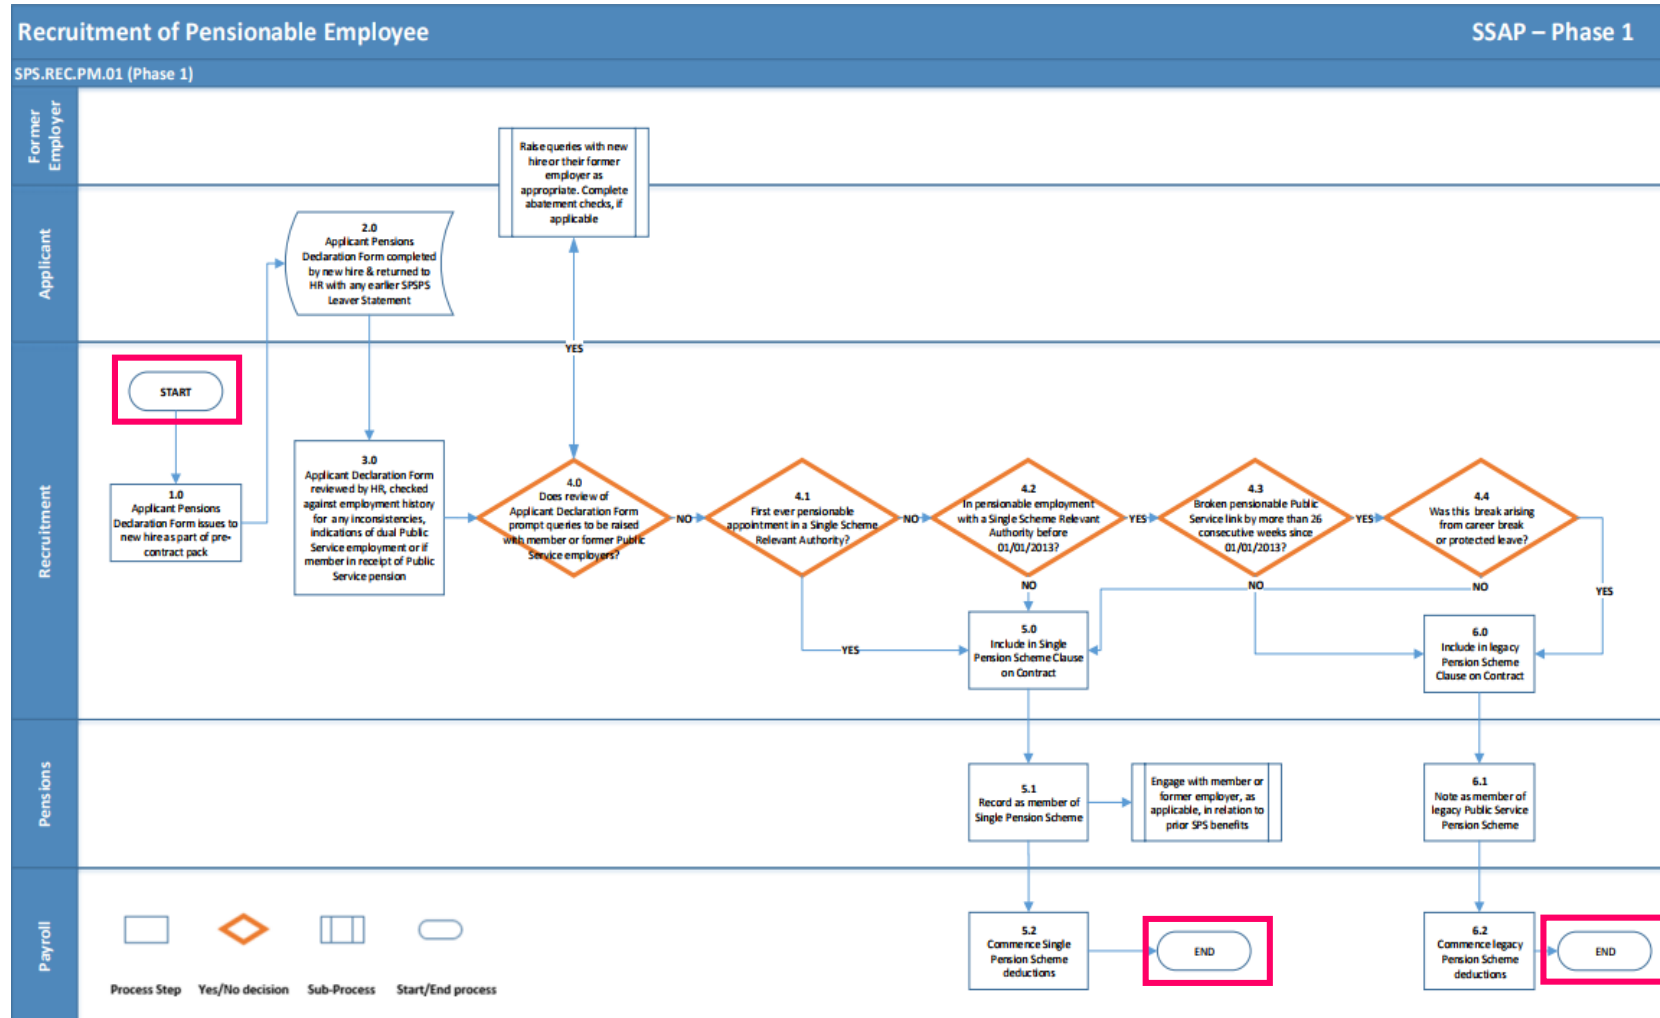 Recruitment of Pensionable Employee
SSAP – Phase 1
SPS.REC.PM.01 (Phase 1)
Former
Employer
Raise queries with new
hire or their former
employer as
appropriate. Complete
abatement checks, if
applicable
Applicant
2.0
Applicant Pensions
Declaration Form completed
by new hire & returned to
HR with any earlier SPSPS
Leaver Statement
YES
Recruitment
START
1.0
Applicant Pensions
Declaration Form issues to
new hire as part of pre-
contract pack
3.0
Applicant Declaration Form
reviewed by HR, checked
against employment history
for any inconsistencies,
indications of dual Public
Service employment or if
member in receipt of Public
Service pension
4.0
Does review of
Applicant Declaration Form
prompt queries to be raised
with member or former Public
Service employers?
NO
4.1
First ever pensionable
appointment in a Single Scheme
Relevant Authority?
NO
4.2
In pensionable employment
with a Single Scheme Relevant
Authority before
01/01/2013?
YES
4.3
Broken pensionable Public
Service link by more than 26
consecutive weeks since
01/01/2013?
YES
4.4
Was this break arising
from career break
or protected leave?
NO
NO
NO
YES
YES
5.0
Include in Single
Pension Scheme Clause
on Contract
6.0
Include in legacy
Pension Scheme
Clause on Contract
Pensions
5.1
Record as member of
Single Pension Scheme
Engage with member or
former employer, as
applicable, in relation to
prior SPS benefits
6.1
Note as member of
legacy Public Service
Pension Scheme
Payroll
Process Step
Yes/No decision
Sub-Process
Start/End process
5.2
Commence Single
Pension Scheme
deductions
END
6.2
Commence legacy
Pension Scheme
deductions
END